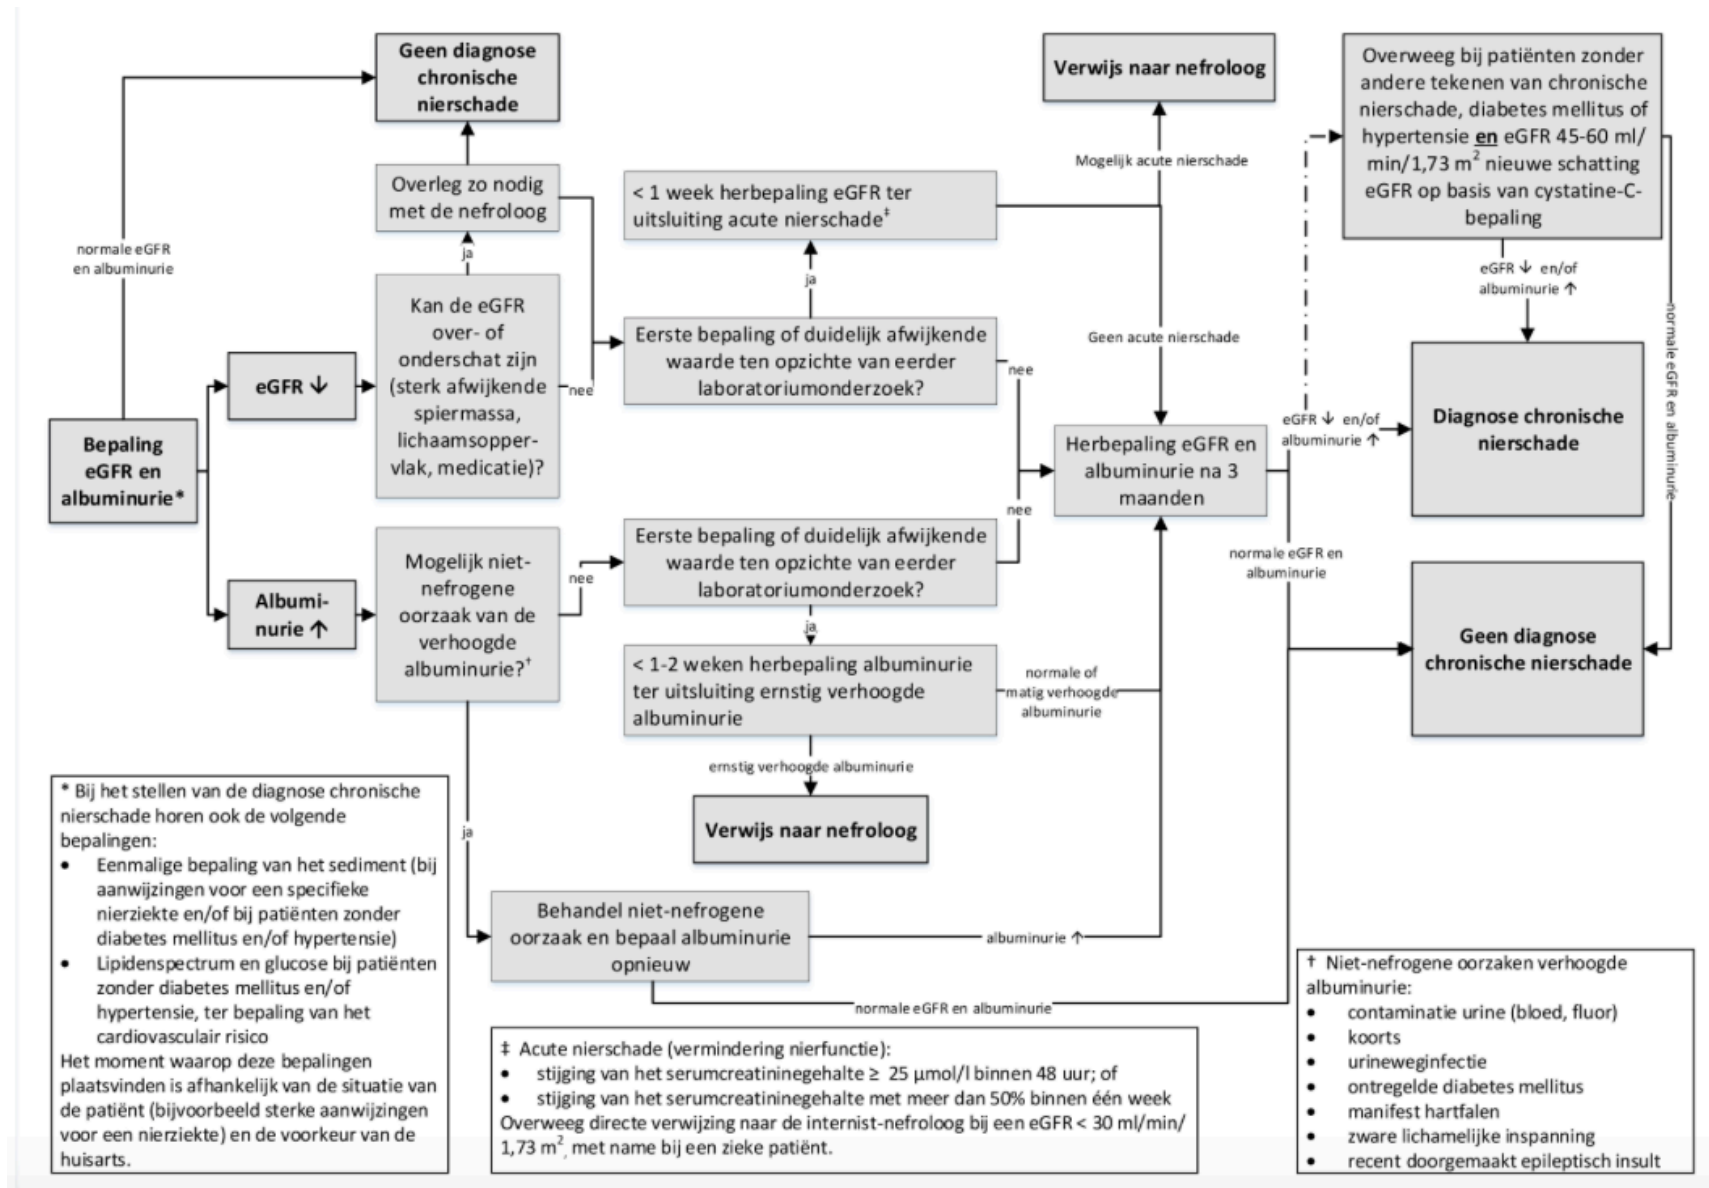 Geen diagnose
chronische
nierschade
Verwijs naar nefroloog
Overweeg bij patiënten zonder
andere tekenen van chronische
nierschade, diabetes mellitus of
hypertensie en eGFR 45-60 ml/
min/1,73 m² nieuwe schatting
eGFR op basis van cystatine-C-
bepaling
Mogelijk acute nierschade
Overleg zo nodig
met de nefroloog
< 1 week herbepaling eGFR ter
uitsluiting acute nierschade‡
normale eGFR
en albuminurie
ja
ja
eGFR ↓ en/of
albuminurie ↑
normale eGFR en albuminurie
Kan de eGFR
over- of
onderschat zijn
(sterk afwijkende
spiermassa,
lichaamsopper-
vlak, medicatie)?
Eerste bepaling of duidelijk afwijkende
waarde ten opzichte van eerder
laboratoriumonderzoek?
Geen acute nierschade
eGFR ↓
nee
nee
Bepaling
eGFR en
albuminurie*
Herbepaling eGFR en
albuminurie na 3
maanden
eGFR ↓ en/of
albuminurie ↑
Diagnose chronische
nierschade
nee
Albumi-
nurie ↑
Mogelijk niet-
nefrogene
oorzaak van de
verhoogde
albuminurie?†
nee
Eerste bepaling of duidelijk afwijkende
waarde ten opzichte van eerder
laboratoriumonderzoek?
normale eGFR en
albuminurie
Geen diagnose
chronische nierschade
ja
< 1-2 weken herbepaling albuminurie
ter uitsluiting ernstig verhoogde
albuminurie
normale of
matig verhoogde
albuminurie
ernstig verhoogde albuminurie
Verwijs naar nefroloog
ja
Behandel niet-nefrogene
oorzaak en bepaal albuminurie
opnieuw
albuminurie ↑
normale eGFR en albuminurie
* Bij het stellen van de diagnose chronische
nierschade horen ook de volgende
bepalingen:
• Eenmalige bepaling van het sediment (bij
aanwijzingen voor een specifieke
nierziekte en/of bij patiënten zonder
diabetes mellitus en/of hypertensie)
• Lipidenspectrum en glucose bij patiënten
zonder diabetes mellitus en/of
hypertensie, ter bepaling van het
cardiovasculair risico
Het moment waarop deze bepalingen
plaatsvinden is afhankelijk van de situatie van
de patiënt (bijvoorbeeld sterke aanwijzingen
voor een nierziekte) en de voorkeur van de
huisarts.
‡ Acute nierschade (vermindering nierfunctie):
• stijging van het serumcreatininegehalte ≥ 25 µmol/l binnen 48 uur; of
• stijging van het serumcreatininegehalte met meer dan 50% binnen één week
Overweeg directe verwijzing naar de internist-nefroloog bij een eGFR < 30 ml/min/
1,73 m², met name bij een zieke patiënt.
† Niet-nefrogene oorzaken verhoogde
albuminurie:
• contaminatie urine (bloed, fluor)
• koorts
• urineweginfectie
• ontregelde diabetes mellitus
• manifest hartfalen
• zware lichamelijke inspanning
• recent doorgemaakt epileptisch insult